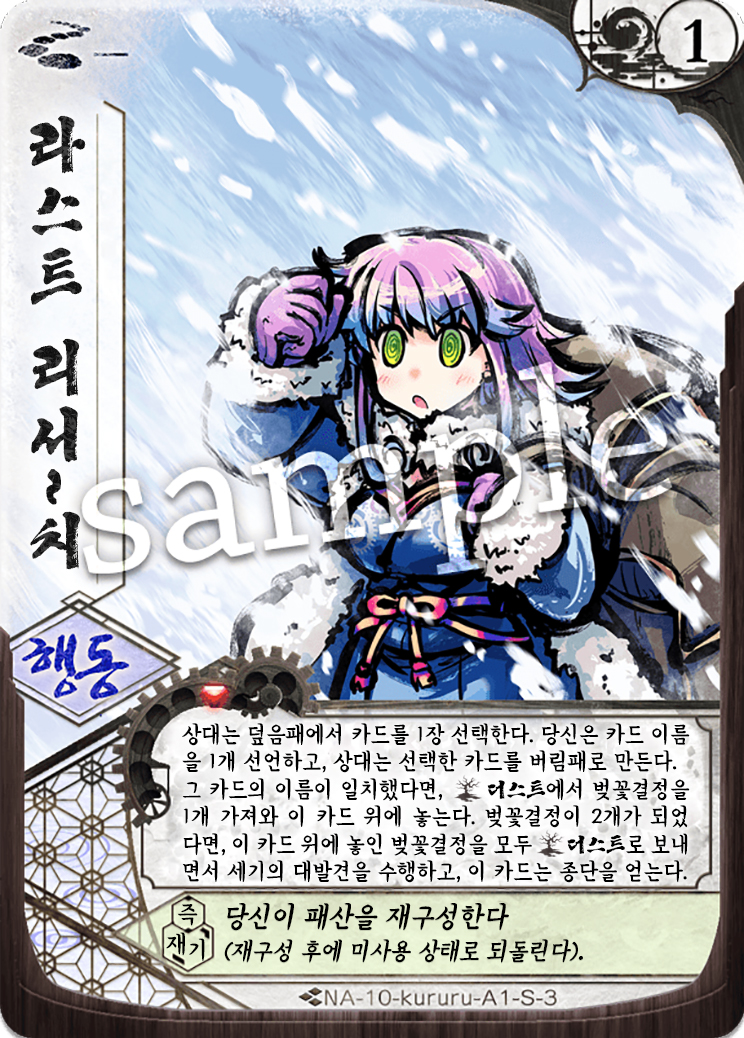 1
라스트 리서~치
행동
sample
상대는 덮음패에서 카드를 1장 선택한다. 당신은 카드 이름
을 1개 선언하고, 상대는 선택한 카드를 버림패로 만든다.
그 카드의 이름이 일치했다면, 더스트에서 벚꽃결정을
1개 가져와 이 카드 위에 놓는다. 벚꽃결정이 2개가 되었
다면, 이 카드 위에 놓인 벚꽃결정을 모두 더스트로 보내
면서 세기의 대발견을 수행하고, 이 카드는 종단을 얻는다.
즉
재기
당신이 패산을 재구성한다
(재구성 후에 미사용 상태로 되돌린다).
NA-10-kururu-A1-S-3